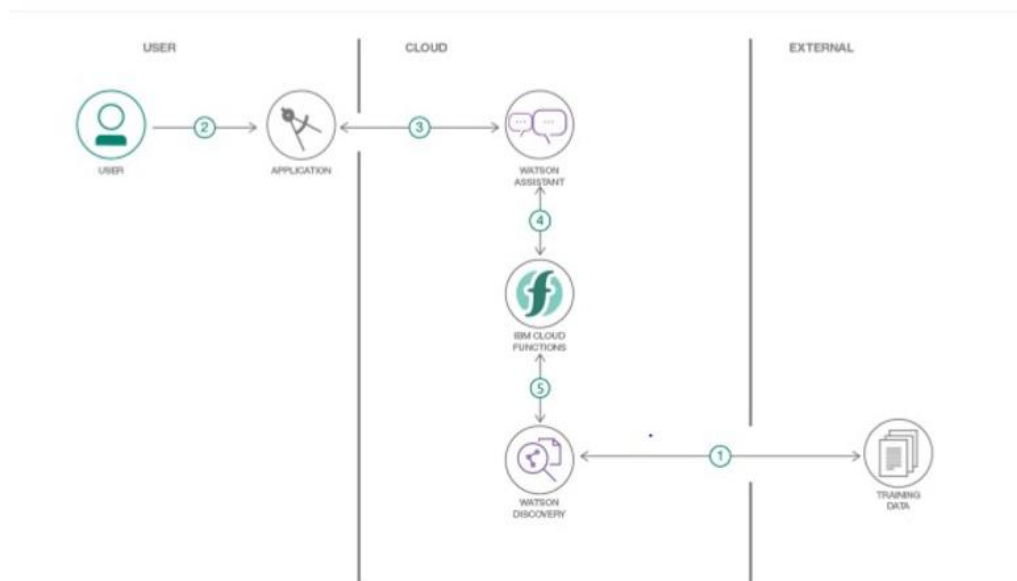 USER
CLOUD
EXTERNAL
2
3
USER
APPLICATION
WATSON
ASSISTANT
4
IBM CLOUD
FUNCTIONS
5
1
WATSON
DISCOVERY
TRAINING
DATA